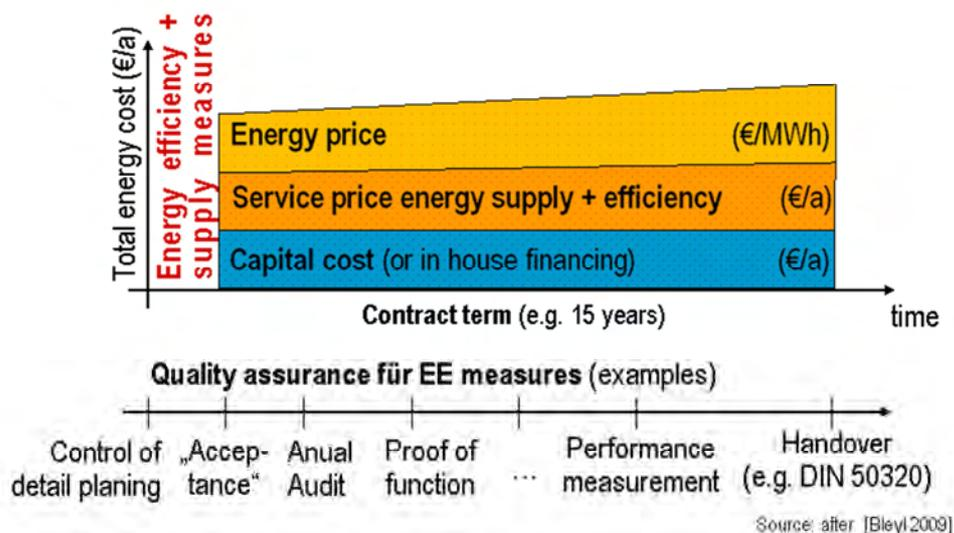 Total energy cost (€/a)
Energy efficiency +
supply measures
Energy price (€/MWh)
Service price energy supply + efficiency (€/a)
Capital cost (or in house financing) (€/a)
Contract term (e.g. 15 years)
time
Quality assurance für EE measures (examples)
Control of
detail planing
„Accep-
tance“
Anual
Audit
Proof of
function
...
Performance
measurement
Handover
(e.g. DIN 50320)
Source: after [Bleyl 2009]